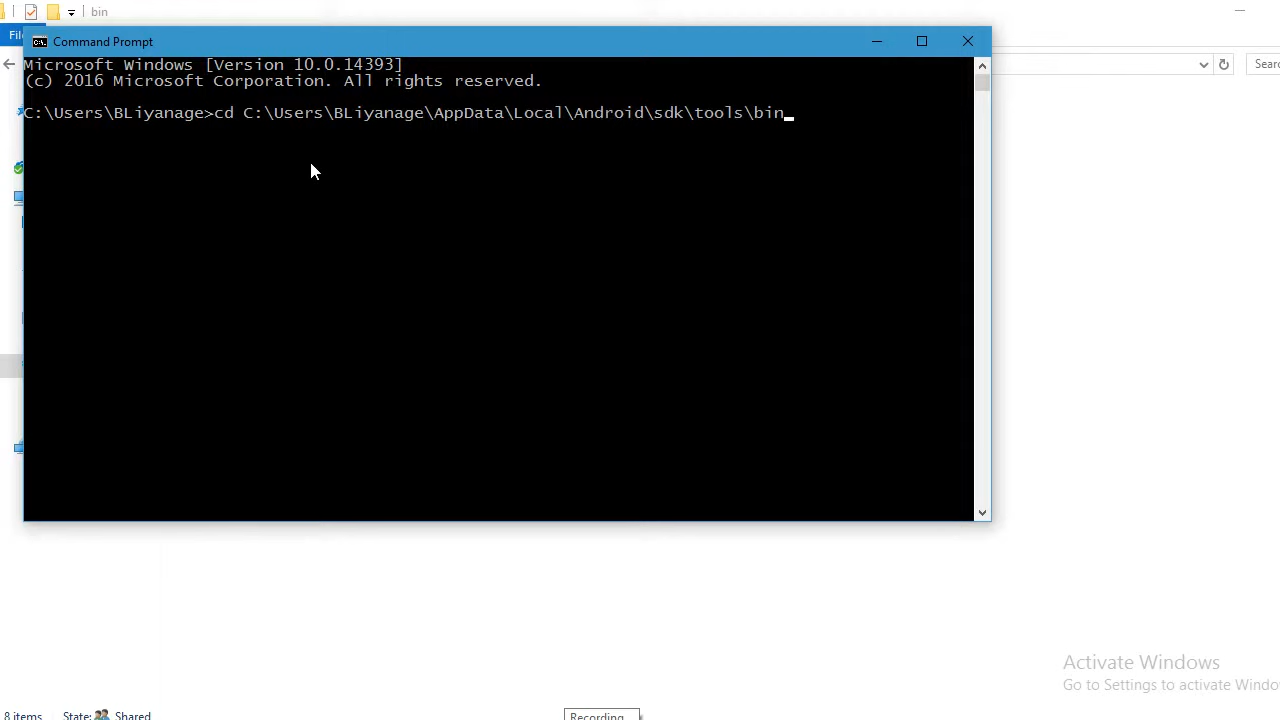 bin
Fil
Command Prompt
Microsoft Windows [Version 10.0.14393]
(c) 2016 Microsoft Corporation. All rights reserved.
Sear
C:\Users\BLiyanage>cd C:\Users\BLiyanage\AppData\Local\Android\sdk\tools\bin
Activate Windows
Go to Settings to activate Windo
8 items State: Shared
Recording...